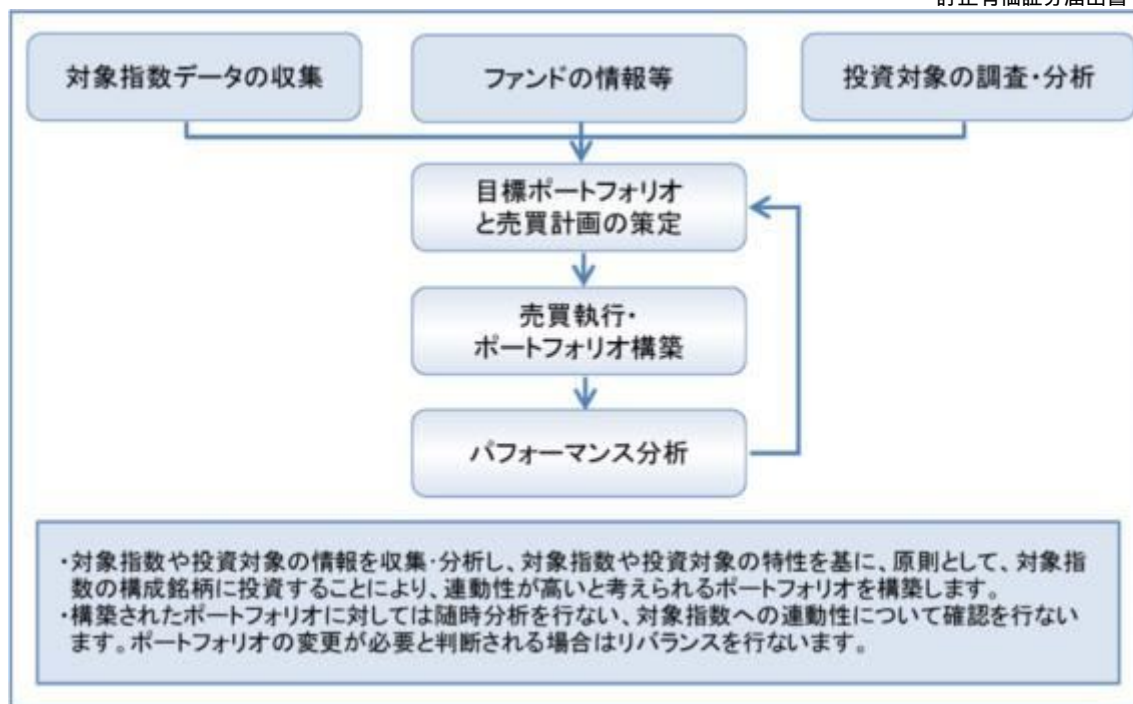 訂正有価証券届出書
対象指数データの収集
ファンドの情報等
投資対象の調査・分析
目標ポートフォリオ
と売買計画の策定
売買執行・
ポートフォリオ構築
パフォーマンス分析
・対象指数や投資対象の情報を収集・分析し、対象指数や投資対象の特性を基に、原則として、対象指
数の構成銘柄に投資することにより、連動性が高いと考えられるポートフォリオを構築します。
・構築されたポートフォリオに対しては随時分析を行ない、対象指数への連動性について確認を行ない
ます。ポートフォリオの変更が必要と判断される場合はリバランスを行ないます。